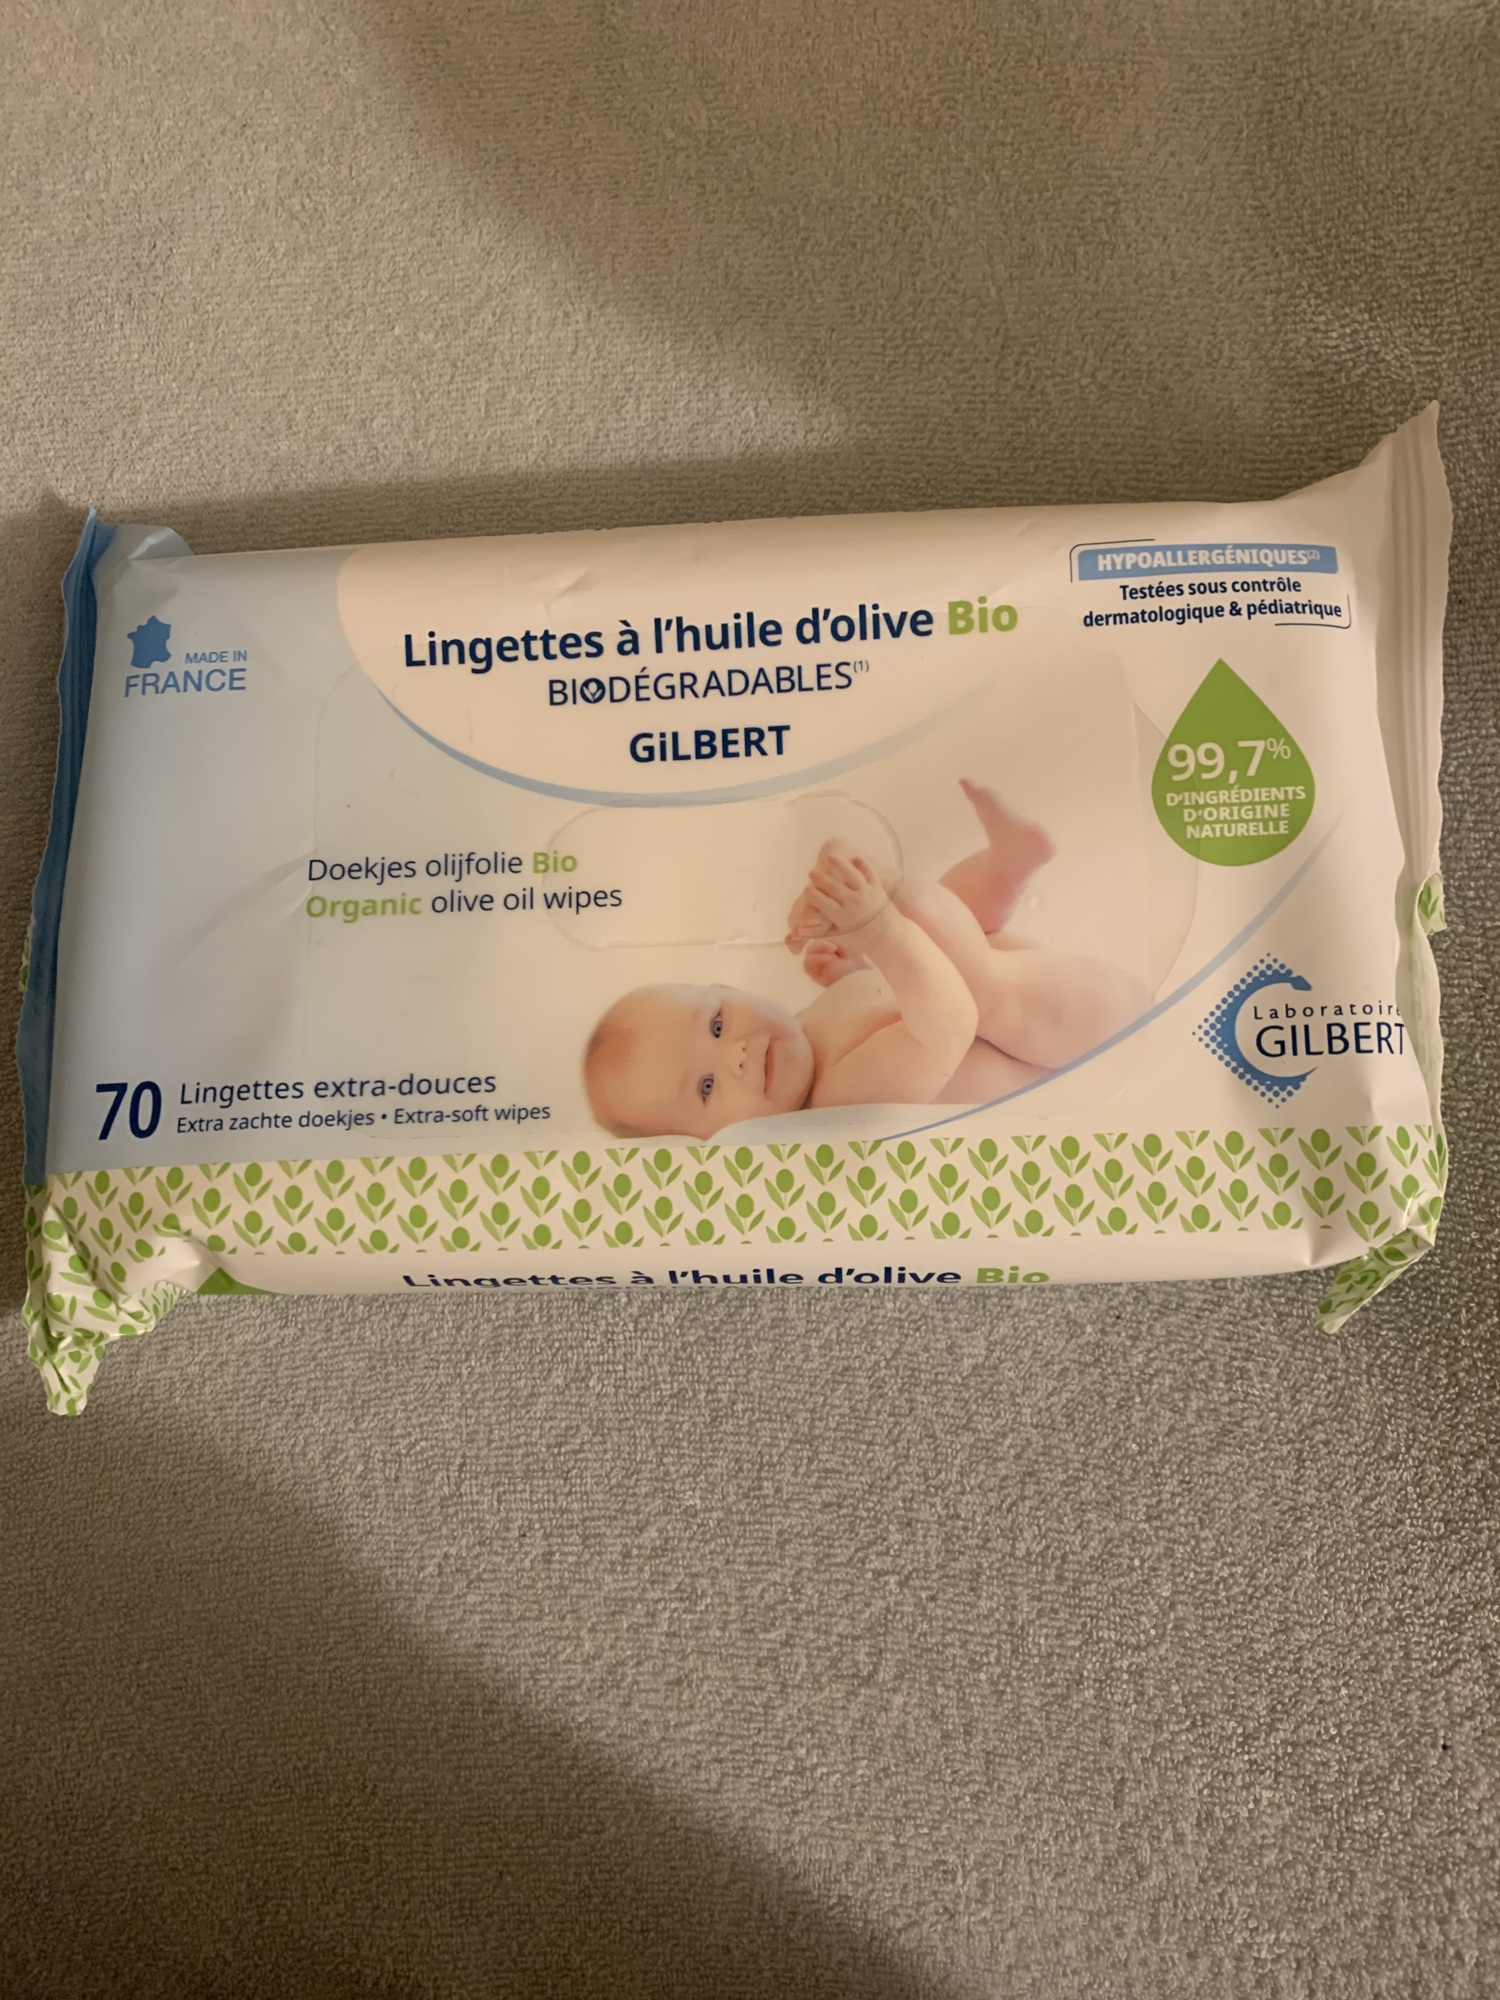 MADE IN
FRANCE
Lingettes à l'huile d'olive Bio
BIODÉGRADABLES(1)
GiLBERT
HYPOALLERGÉNIQUES(2)
Testées sous contrôle
dermatologique & pédiatrique
99,7%
D'INGRÉDIENTS
D'ORIGINE
NATURELLE
Doekjes olijfolie Bio
Organic olive oil wipes
Laboratoire
GILBERT
70 Lingettes extra-douces
Extra zachte doekjes • Extra-soft wipes
Lingettes à l'huile d'olive Bio